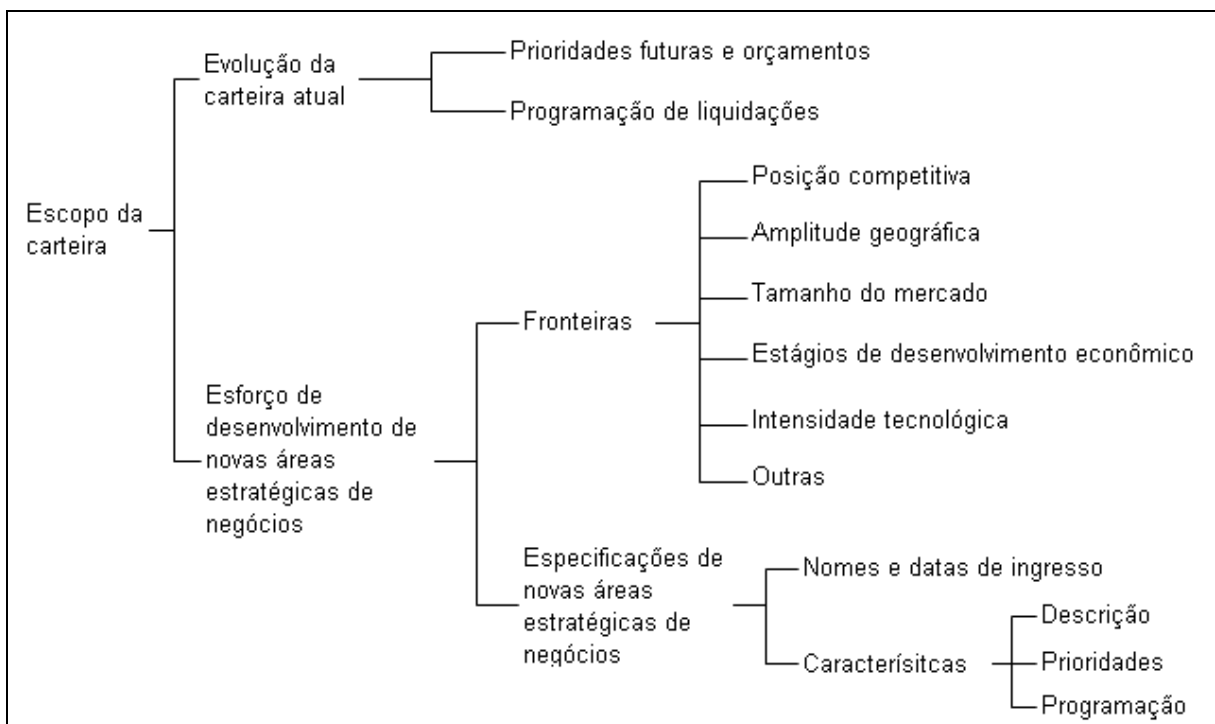 Escopo da
carteira
Evolução da
carteira atual
Prioridades futuras e orçamentos
Programação de liquidações
Esforço de
desenvolvimento de
novas áreas
estratégicas de
negócios
Fronteiras
Posição competitiva
Amplitude geográfica
Tamanho do mercado
Estágios de desenvolvimento econômico
Intensidade tecnológica
Outras
Especificações de
novas áreas
estratégicas de
negócios
Nomes e datas de ingresso
Caracterísitcas
Descrição
Prioridades
Programação